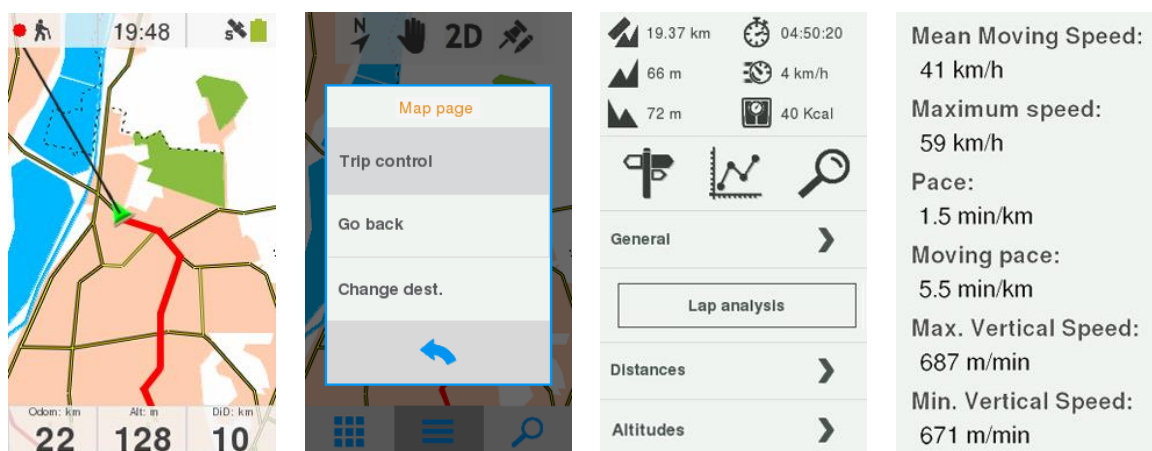 19:48
S
Odom: km
Alt: m
DiD: km
22
128
10
N
2D
Map page
Trip control
Go back
Change dest.
19.37 km
04:50:20
66 m
4 km/h
72 m
40 Kcal
General
Lap analysis
Distances
Altitudes
Mean Moving Speed:
41 km/h
Maximum speed:
59 km/h
Pace:
1.5 min/km
Moving pace:
5.5 min/km
Max. Vertical Speed:
687 m/min
Min. Vertical Speed:
671 m/min